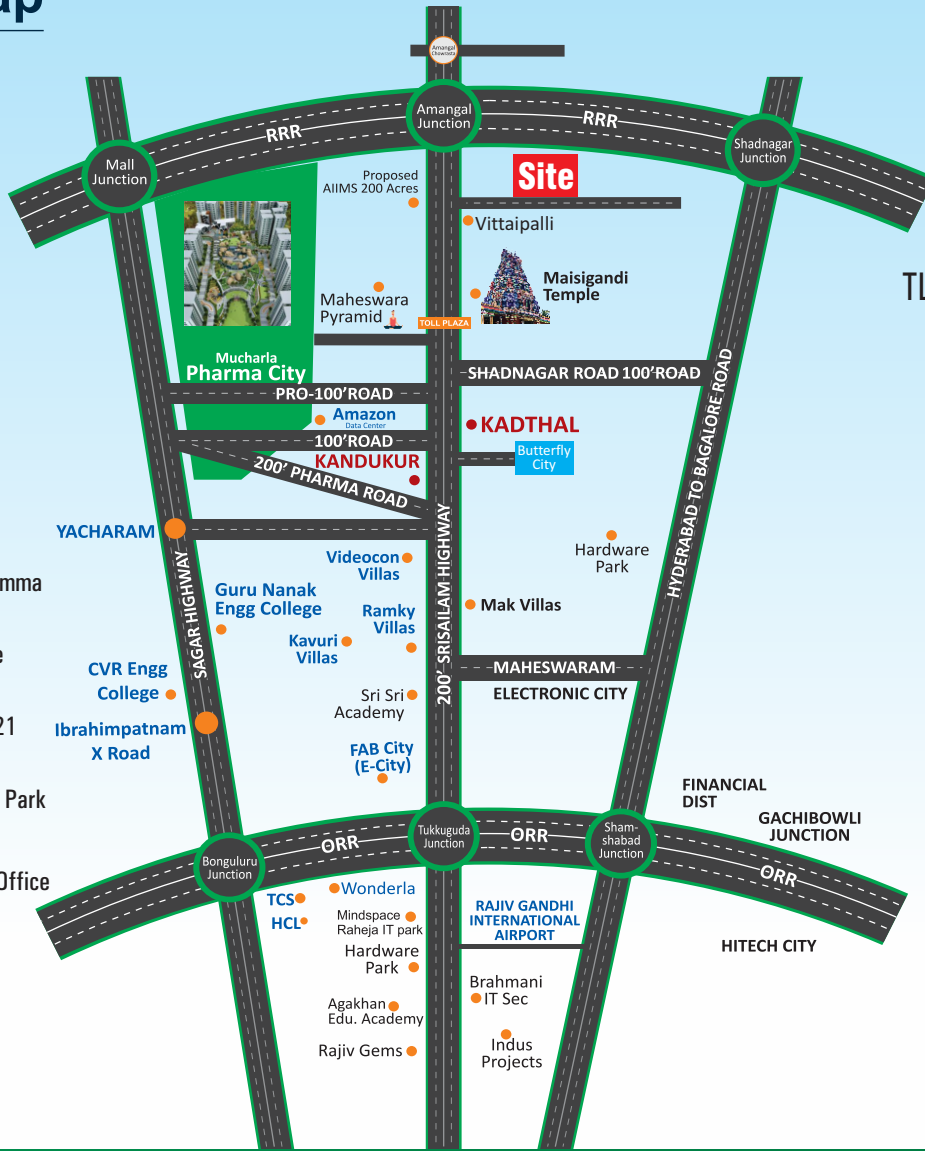 ap
Amangal
Chowrasta
Amangal
Junction
RRR
RRR
Mall
Junction
Shadnagar
Junction
Proposed
AIIMS 200 Acres
Site
Vittaipalli
Maheswara
Pyramid
Maisigandi
Temple
TL
TOLL PLAZA
Mucharla
Pharma City
SHADNAGAR ROAD 100'ROAD
PRO-100'ROAD
Amazon
Data Center
KADTHAL
100'ROAD
KANDUKUR
200' PHARMA ROAD
Butterfly
City
HYDERABAD TO BAGALORE ROAD
YACHARAM
SAGAR HIGHWAY
200' SRISAILAM HIGHWAY
Videocon
Villas
Hardware
Park
emma
Guru Nanak
Engg College
Ramky
Villas
Mak Villas
Kavuri
Villas
e
CVR Engg
College
MAHESWARAM
ELECTRONIC CITY
Sri Sri
Academy
21
Ibrahimpatnam
X Road
FAB City
(E-City)
Park
FINANCIAL
DIST
GACHIBOWLI
JUNCTION
Tukkuguda
Junction
Sham-
shabad
Junction
ORR
ORR
ORR
Bonguluru
Junction
Office
Wonderla
TCS
HCL
Mindspace
Raheja IT park
RAJIV GANDHI
INTERNATIONAL
AIRPORT
HITECH CITY
Hardware
Park
Brahmani
IT Sec
Agakhan
Edu. Academy
Rajiv Gems
Indus
Projects